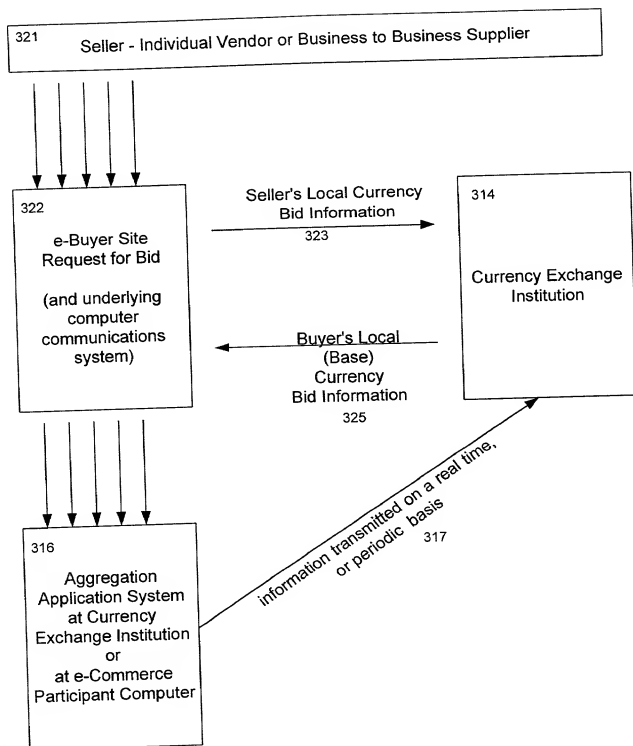 321
Seller - Individual Vendor or Business to Business Supplier
322
e-Buyer Site
Request for Bid
(and underlying
computer
communications
system)
Seller's Local Currency
Bid Information
323
314
Currency Exchange
Institution
Buyer's Local
(Base)
Currency
Bid Information
325
316
Aggregation
Application System
at Currency
Exchange Institution
or
at e-Commerce
Participant Computer
information transmitted on a real time,
or periodic basis
317